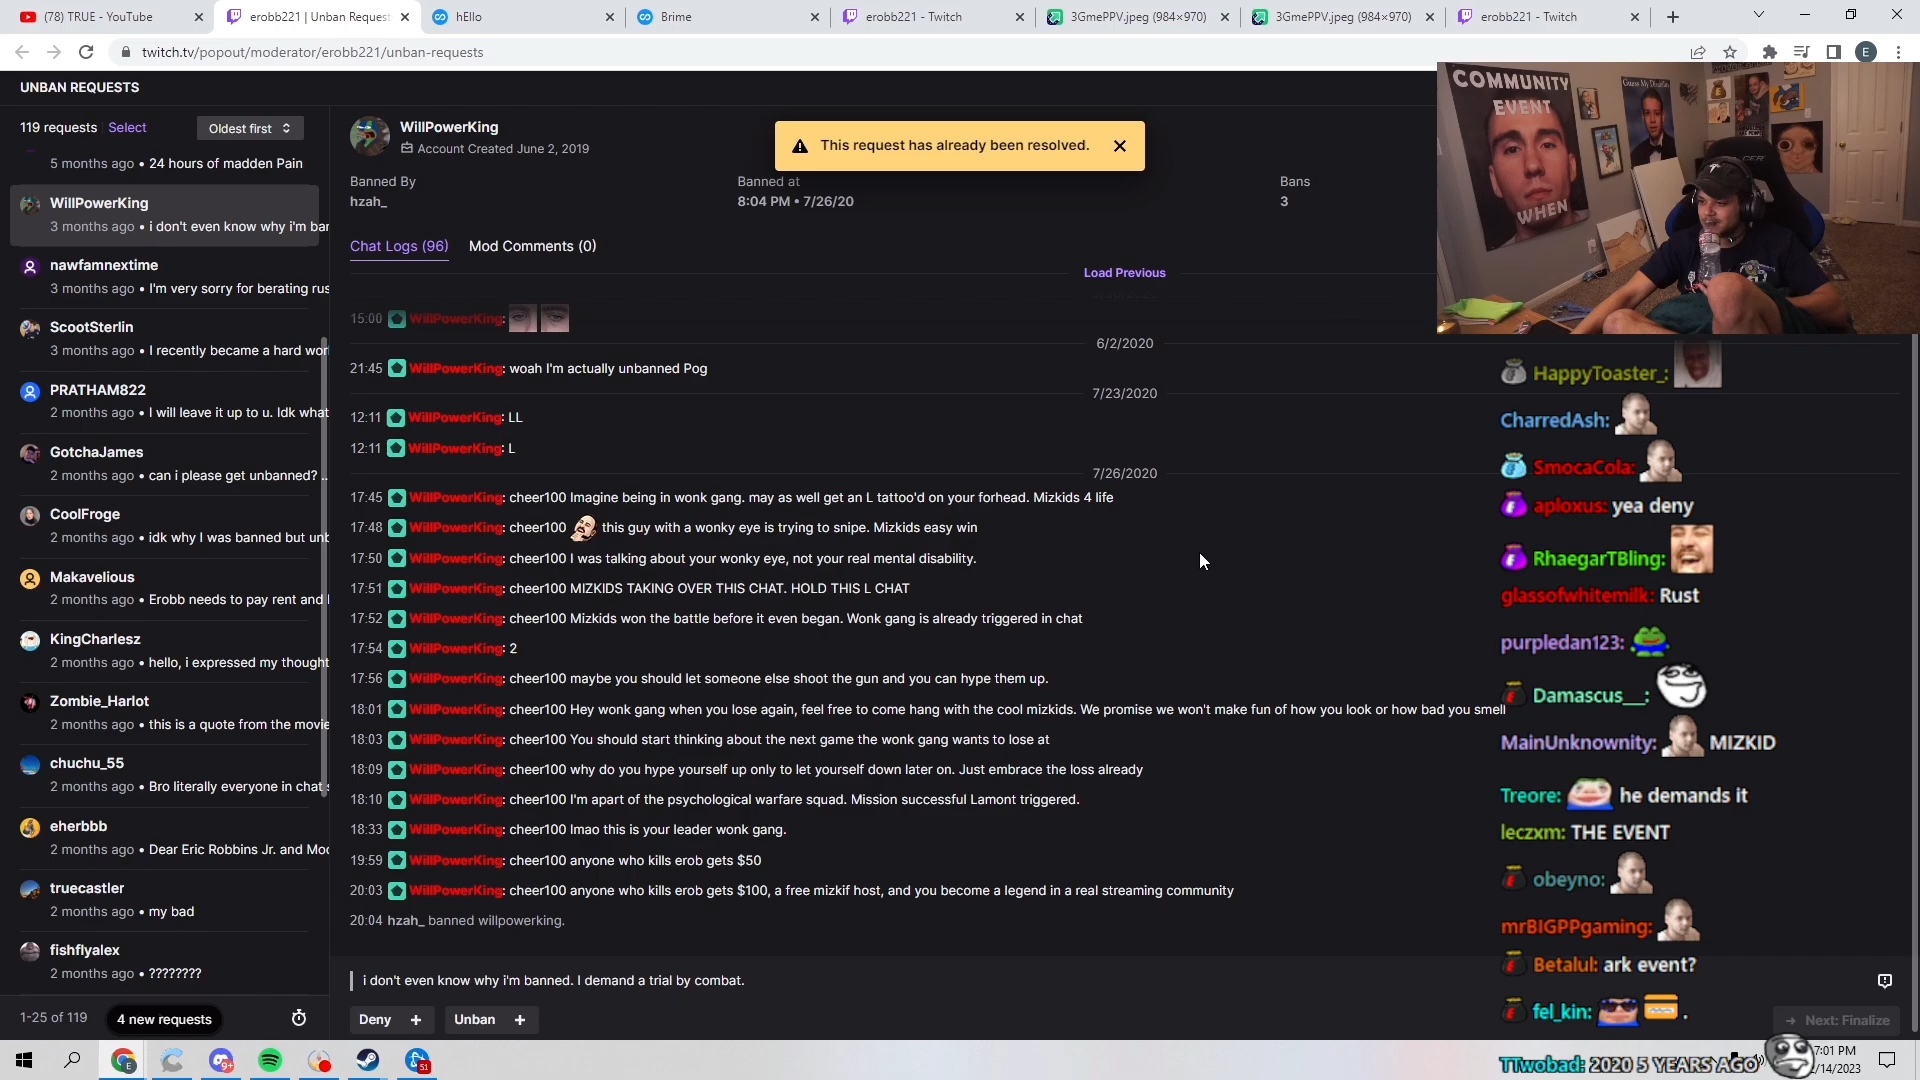 (78) TRUE - YouTube
erobb221 | Unban Request
hEllo
Brime
erobb221 - Twitch
3GmePPV.jpeg (984×970)
3GmePPV.jpeg (984×970)
erobb221 - Twitch
twitch.tv/popout/moderator/erobb221/unban-requests
E
UNBAN REQUESTS
119 requests
Select
Oldest first
5 months ago • 24 hours of madden Pain
WillPowerKing
3 months ago • i don't even know why i'm bar
nawfamnextime
3 months ago • I'm very sorry for berating rus
ScootSterlin
3 months ago • I recently became a hard wor
PRATHAM822
2 months ago • I will leave it up to u. Idk what
GotchaJames
2 months ago • can i please get unbanned? ..
CoolFroge
2 months ago • idk why I was banned but unb
Makavelious
2 months ago • Erobb needs to pay rent and
KingCharlesz
2 months ago • hello, i expressed my thought
Zombie_Harlot
2 months ago • this is a quote from the movie
chuchu_55
2 months ago • Bro literally everyone in chat
eherbbb
2 months ago • Dear Eric Robbins Jr. and Moc
truecastler
2 months ago • my bad
fishflyalex
2 months ago • ????????
1-25 of 119
4 new requests
WillPowerKing
Account Created June 2, 2019
This request has already been resolved.
Banned By
hzah_
Banned at
8:04 PM • 7/26/20
Bans
3
Chat Logs (96)
Mod Comments (0)
Load Previous
15:00 WillPowerKing:
6/2/2020
21:45 WillPowerKing: woah I'm actually unbanned Pog
7/23/2020
12:11 WillPowerKing: LL
12:11 WillPowerKing: L
7/26/2020
17:45 WillPowerKing: cheer100 Imagine being in wonk gang. may as well get an L tattoo'd on your forhead. Mizkids 4 life
17:48 WillPowerKing: cheer100 this guy with a wonky eye is trying to snipe. Mizkids easy win
17:50 WillPowerKing: cheer100 I was talking about your wonky eye, not your real mental disability.
17:51 WillPowerKing: cheer100 MIZKIDS TAKING OVER THIS CHAT. HOLD THIS L CHAT
17:52 WillPowerKing: cheer100 Mizkids won the battle before it even began. Wonk gang is already triggered in chat
17:54 WillPowerKing: 2
17:56 WillPowerKing: cheer100 maybe you should let someone else shoot the gun and you can hype them up.
18:01 WillPowerKing: cheer100 Hey wonk gang when you lose again, feel free to come hang with the cool mizkids. We promise we won't make fun of how you look or how bad you smell
18:03 WillPowerKing: cheer100 You should start thinking about the next game the wonk gang wants to lose at
18:09 WillPowerKing: cheer100 why do you hype yourself up only to let yourself down later on. Just embrace the loss already
18:10 WillPowerKing: cheer100 I'm apart of the psychological warfare squad. Mission successful Lamont triggered.
18:33 WillPowerKing: cheer100 lmao this is your leader wonk gang.
19:59 WillPowerKing: cheer100 anyone who kills erob gets $50
20:03 WillPowerKing: cheer100 anyone who kills erob gets $100, a free mizkif host, and you become a legend in a real streaming community
20:04 hzah_ banned willpowerking.
i don't even know why i'm banned. I demand a trial by combat.
Deny +
Unban +
Next: Finalize
COMMUNITY
EVENT
WHEN
HappyToaster_:
CharredAsh:
SmocaCola:
aploxus: yea deny
RhaegarTBling:
glassofwhitemilk: Rust
purpledan123:
Damascus__:
MainUnknownity: MIZKID
Treore: he demands it
leczxm: THE EVENT
obeyno:
mrBIGPPgaming:
Betalul: ark event?
fel_kin: .
TTwobad: 2020 5 YEARS AGO
9+
51
7:01 PM
/14/2023